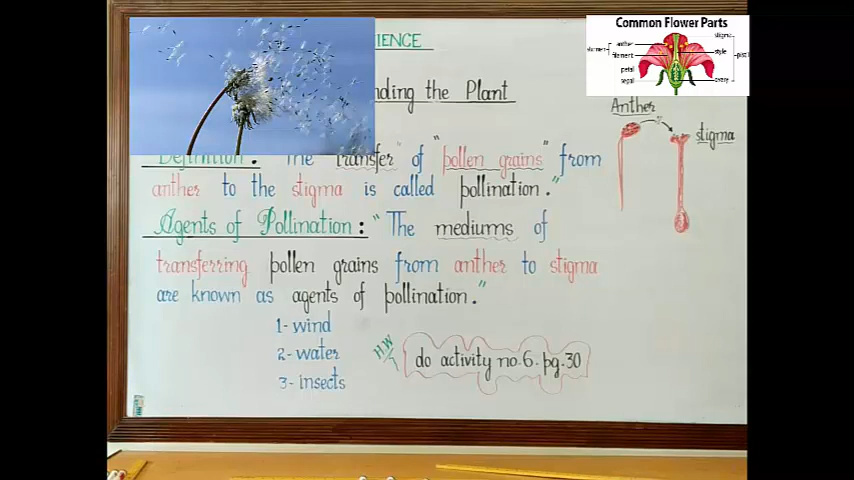 IENCE
Common Flower Parts
stigma
anther
style
filament
petal
sepal
ovary
nding the Plant
Anther
stigma
Definition : The transfer" of "pollen grains" from
anther to the stigma is called pollination."
Agents of Pollination : "The mediums of
transferring pollen grains from anther to stigma
are known as agents of pollination."
1- wind
2- water
3- insects
H.W
do activity no.6. pg.30